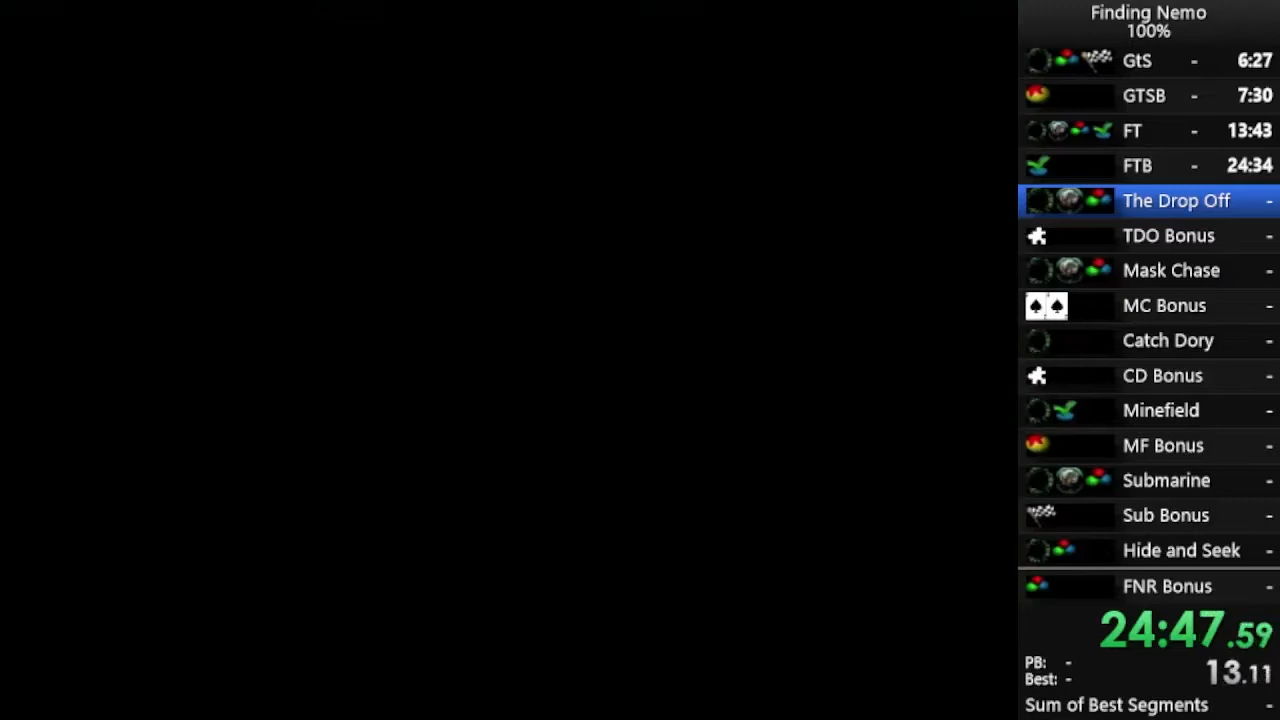 Finding Nemo
100%
GtS - 6:27
GTSB - 7:30
FT - 13:43
FTB - 24:34
The Drop Off -
TDO Bonus -
Mask Chase -
MC Bonus -
Catch Dory -
CD Bonus -
Minefield -
MF Bonus -
Submarine -
Sub Bonus -
Hide and Seek -
FNR Bonus -
24:47.59
PB: -
Best: -
13.11
Sum of Best Segments -